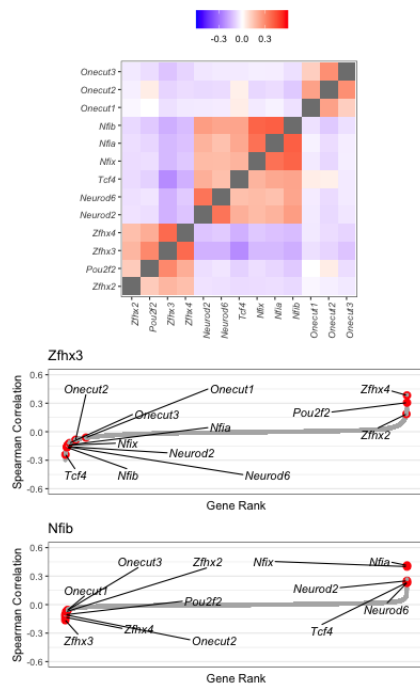 -0.3 0.0 0.3
Onecut3
Onecut2
Onecut1
Nfib
Nfia
Nfix
Tcf4
Neurod6
Neurod2
Zfhx4
Zfhx3
Pou2f2
Zfhx2
Zfhx2 Pou2f2 Zfhx3 Zfhx4 Neurod2 Neurod6 Tcf4 Nfix Nfia Nfib Onecut1 Onecut2 Onecut3
Zfhx3
Spearman Correlation
0.6
0.3
0.0
-0.3
-0.6
Onecut2 Onecut1 Zfhx4
Onecut3 Pou2f2
Nfia Zfhx2
Nfix Neurod2
Tcf4 Nfib Neurod6
Gene Rank
Nfib
Spearman Correlation
0.6
0.3
0.0
-0.3
-0.6
Onecut3 Zfhx2 Nfix Nfia
Onecut1 Neurod2
Pou2f2 Neurod6
Zfhx3 Zfhx4 Onecut2 Tcf4
Gene Rank